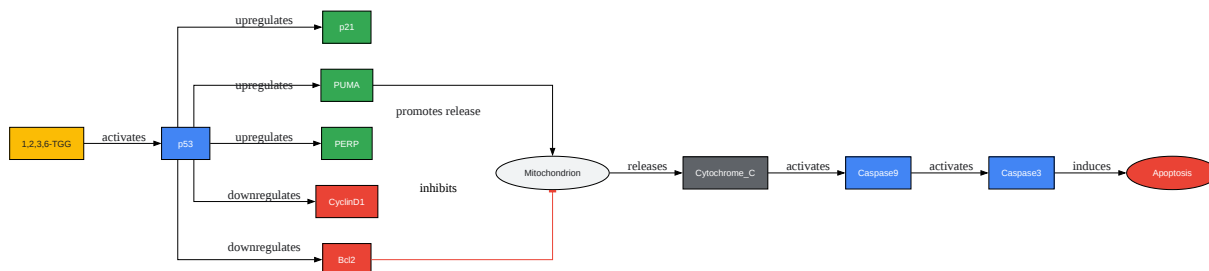 upregulates
p21
upregulates
PUMA
promotes release
1,2,3,6-TGG
activates
p53
upregulates
PERP
Mitochondrion
releases
Cytochrome_C
activates
Caspase9
activates
Caspase3
induces
Apoptosis
inhibits
downregulates
CyclinD1
downregulates
Bcl2